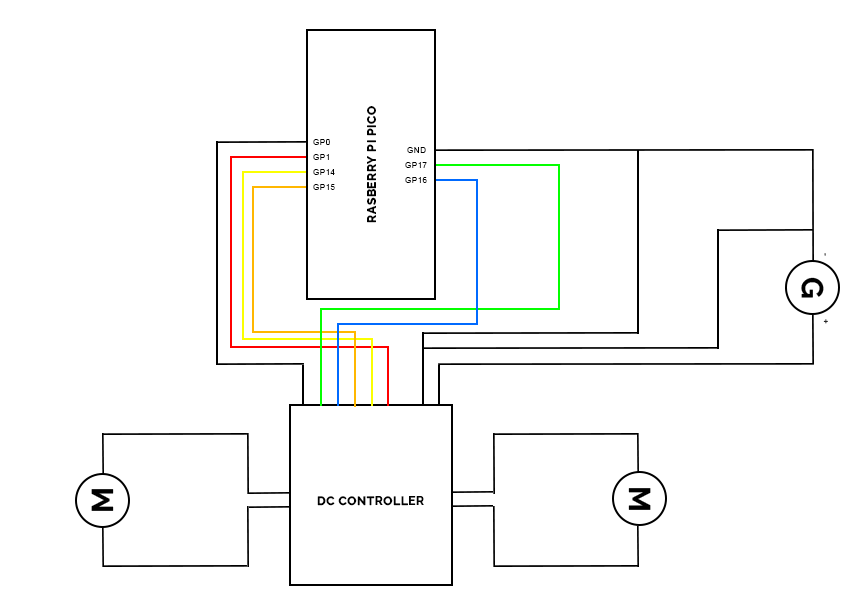 RASBERRY PI PICO
GP0
GP1
GP14
GP15
GND
GP17
GP16
-
G
+
DC CONTROLLER
M
M